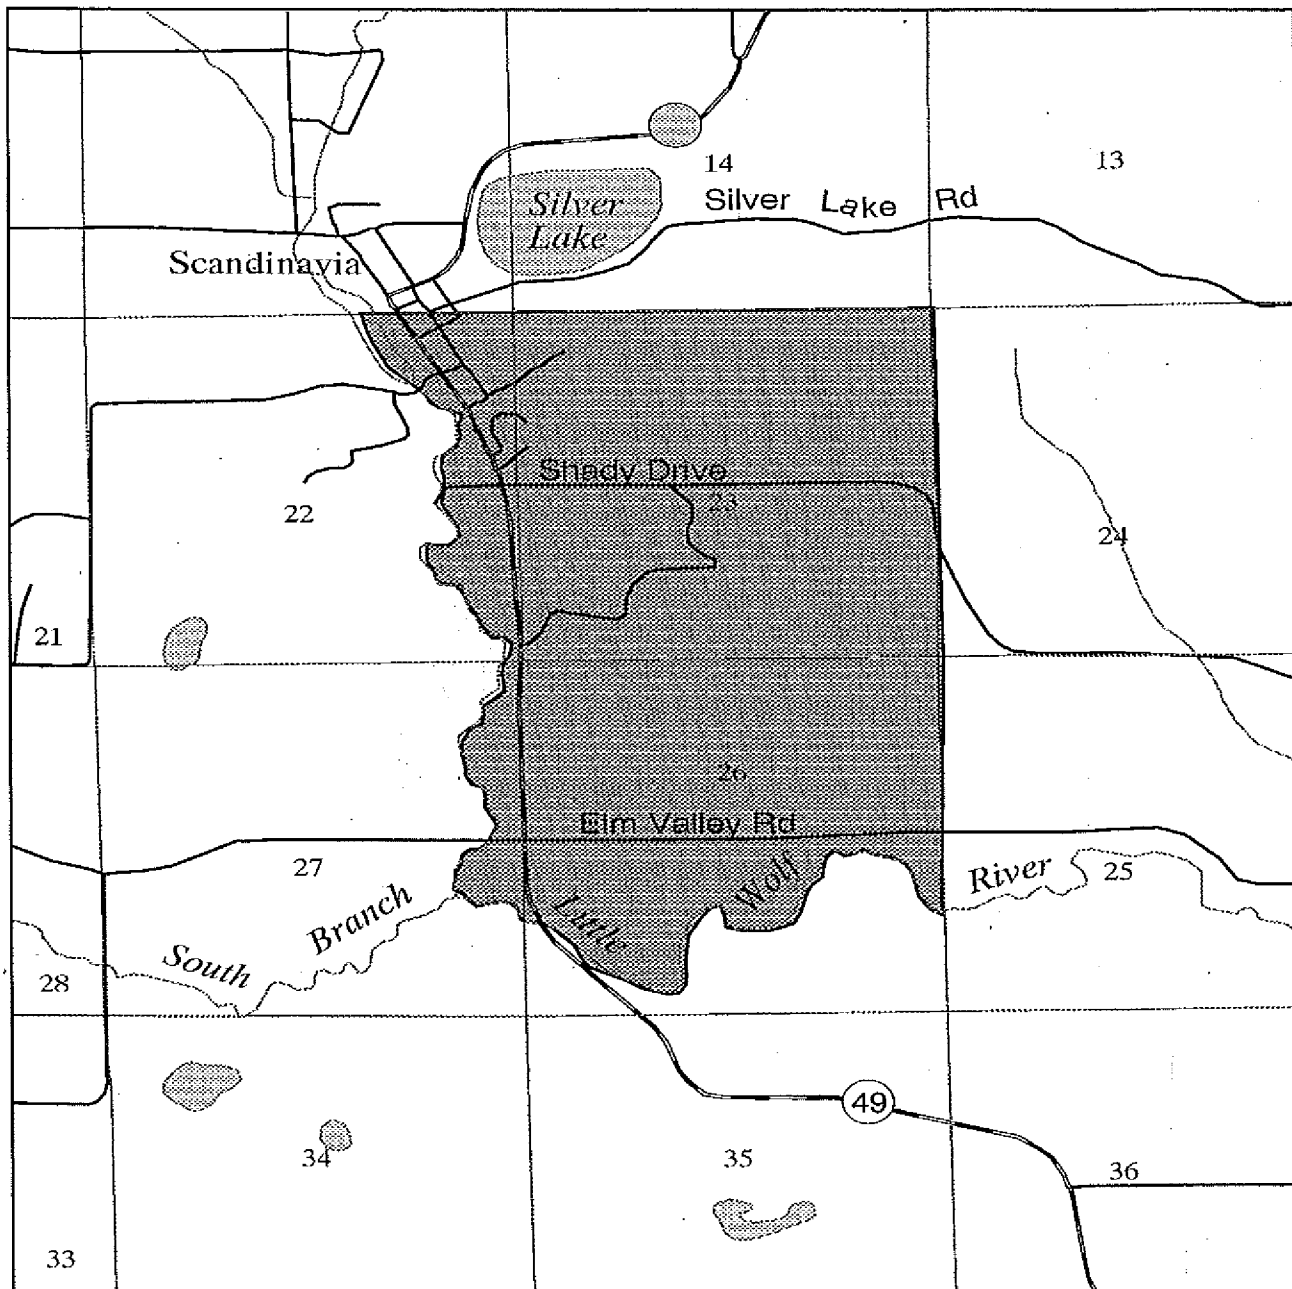 14
13
Silver Lake Rd
Silver
Lake
Scandinavia
Shady Drive
23
22
24
21
26
Elm Valley Rd
27
25
South Branch Little Wolf River
28
49
34
35
36
33